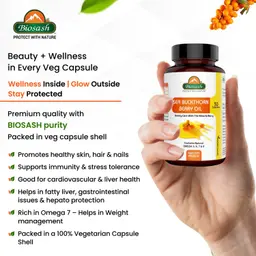 Biosash
PROTECT WITH NATURE
Beauty + Wellness
in Every Veg Capsule
Wellness Inside | Glow Outside
Stay Protected
Premium quality with
BIOSASH purity
Packed in veg capsule shell
Promotes healthy skin, hair & nails
Supports immunity & stress tolerance
Good for cardiovascular & liver health
Helps in fatty liver, gastrointestinal
issues & hepato protection
Rich in Omega 7 – Helps in Weight
management
Packed in a 100% Vegetarian Capsule
Shell
Biosash
SEA BUCKTHORN
BERRY OIL